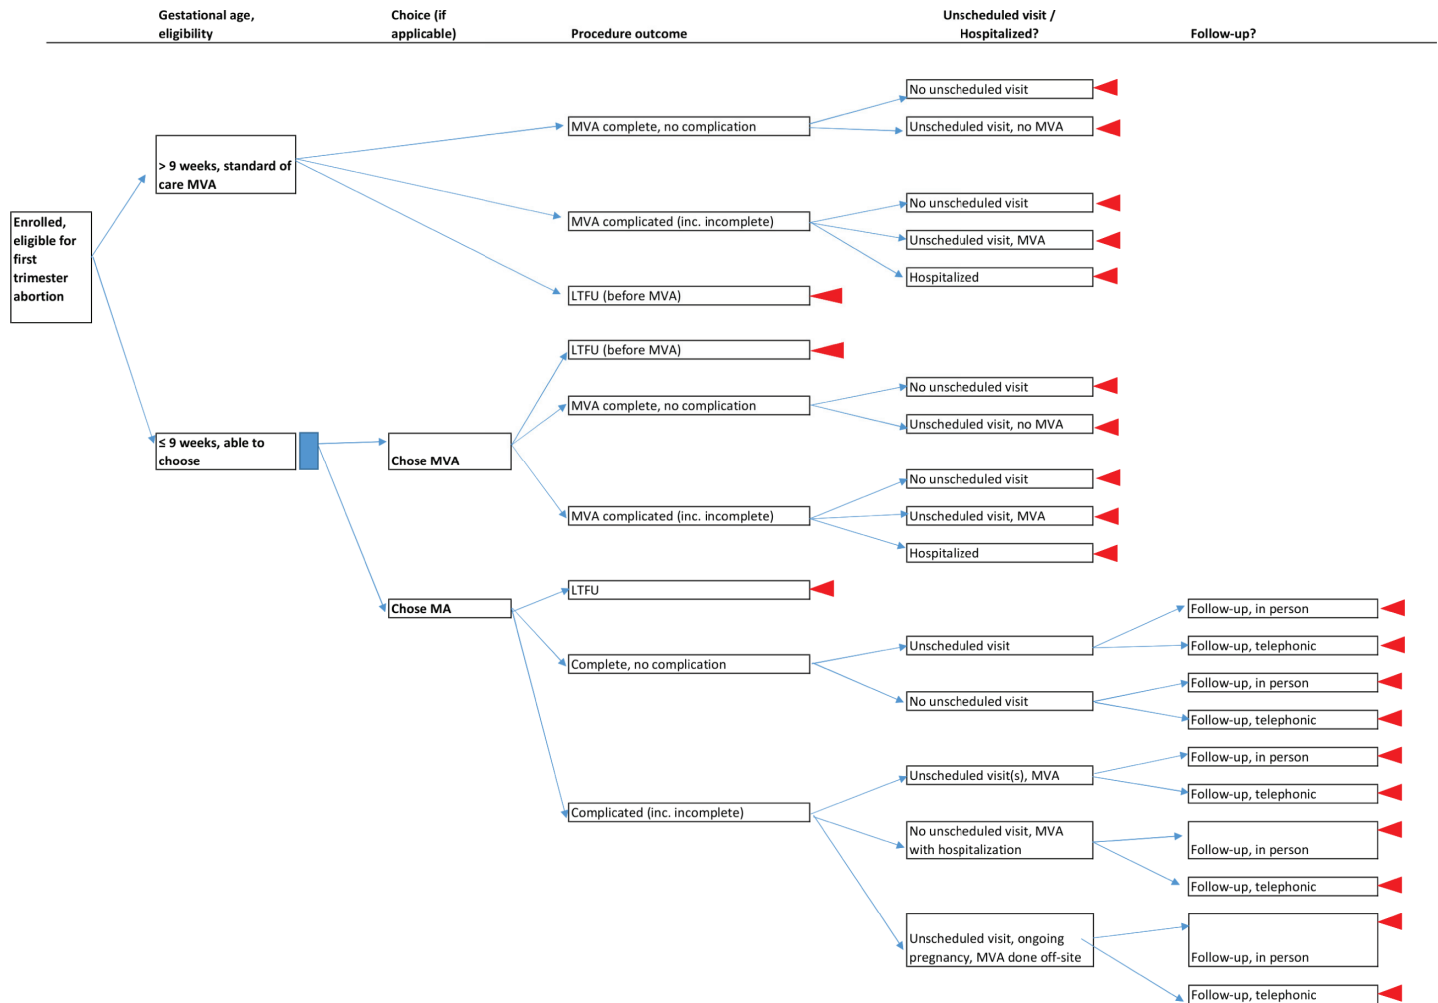 Gestational age,
eligibility
Choice (if
applicable)
Procedure outcome
Unscheduled visit /
Hospitalized?
Follow-up?
Enrolled,
eligible for
first
trimester
abortion
> 9 weeks, standard of
care MVA
MVA complete, no complication
No unscheduled visit
Unscheduled visit, no MVA
MVA complicated (inc. incomplete)
No unscheduled visit
Unscheduled visit, MVA
Hospitalized
LTFU (before MVA)
≤ 9 weeks, able to
choose
Chose MVA
LTFU (before MVA)
MVA complete, no complication
No unscheduled visit
Unscheduled visit, no MVA
MVA complicated (inc. incomplete)
No unscheduled visit
Unscheduled visit, MVA
Hospitalized
Chose MA
LTFU
Complete, no complication
Unscheduled visit
Follow-up, in person
Follow-up, telephonic
No unscheduled visit
Follow-up, in person
Follow-up, telephonic
Complicated (inc. incomplete)
Unscheduled visit(s), MVA
Follow-up, in person
Follow-up, telephonic
No unscheduled visit, MVA
with hospitalization
Follow-up, in person
Follow-up, telephonic
Unscheduled visit, ongoing
pregnancy, MVA done off-site
Follow-up, in person
Follow-up, telephonic